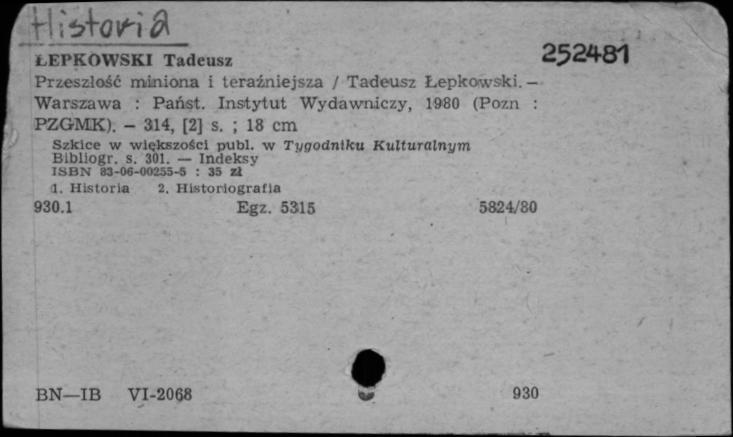 Historia
252481
ŁEPKOWSKI Tadeusz
Przeszłość miniona i teraźniejsza / Tadeusz Łepkowski. —
Warszawa : Państ. Instytut Wydawniczy, 1980 (Pozn :
PZGMK). — 314, [2] s. ; 18 cm
Szkice w większości publ. w Tygodniku Kulturalnym
Bibliogr. s. 301. — Indeksy
ISBN 83-06-00255-5 : 35 zł
1. Historia 2. Historiografia
930.1 Egz. 5315 5824/80
BN—IB VI-2068 930